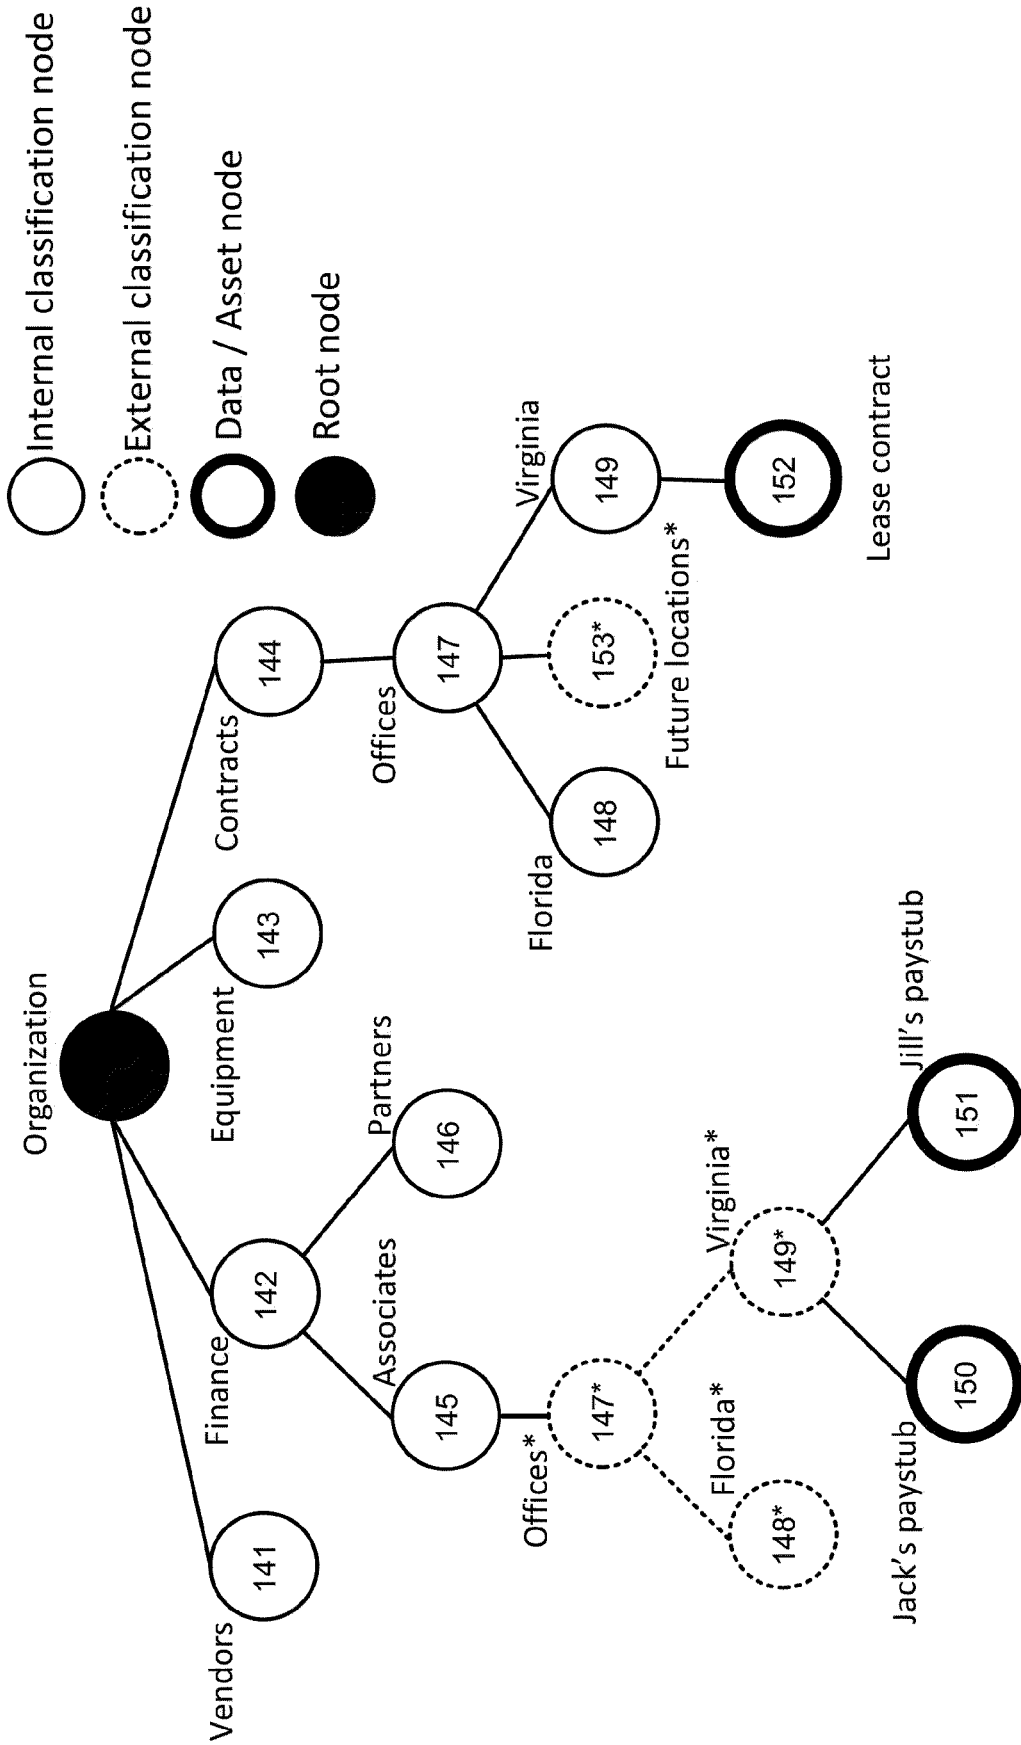 Internal classification node
External classification node
Data / Asset node
Root node
Organization
Vendors
141
Finance
142
Equipment
143
Contracts
144
Associates
145
Partners
146
Offices
147
Offices*
147*
Florida
148
Future locations*
153*
Virginia
149
Florida*
148*
Virginia*
149*
152
Lease contract
Jack's paystub
150
Jill's paystub
151